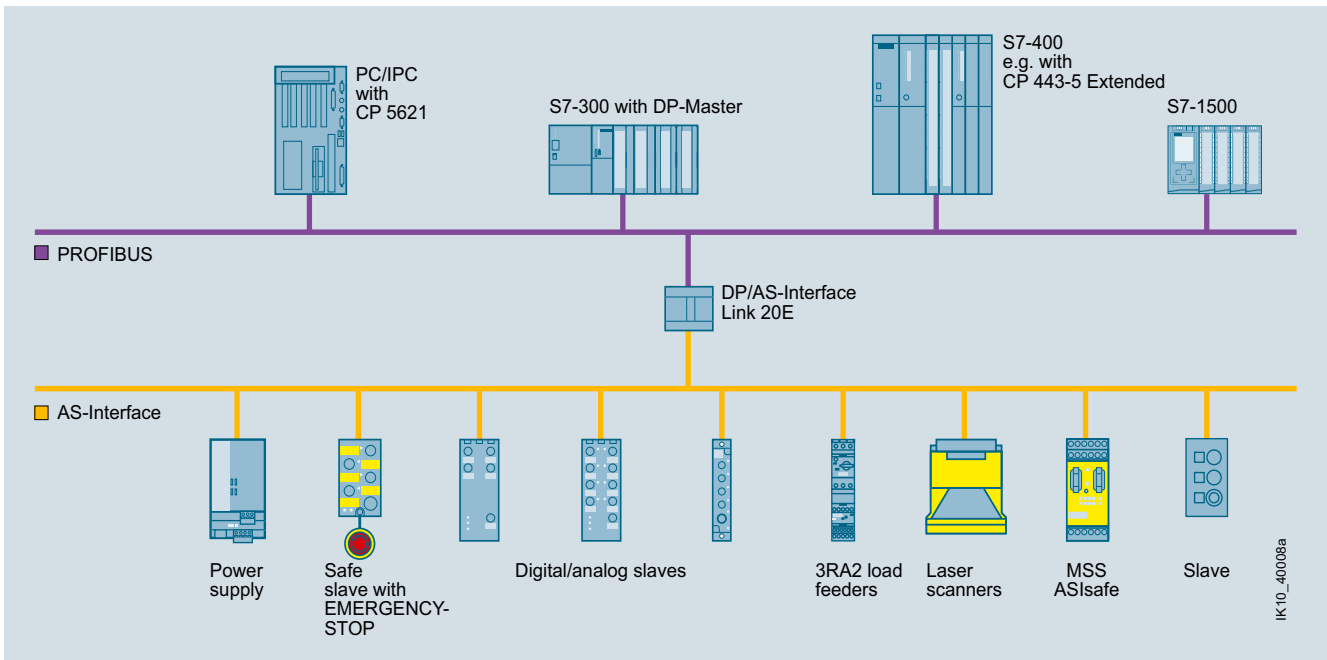 PC/IPC
with
CP 5621
S7-300 with DP-Master
S7-400
e.g. with
CP 443-5 Extended
S7-1500
PROFIBUS
DP/AS-Interface
Link 20E
AS-Interface
Power
supply
Safe
slave with
EMERGENCY-
STOP
Digital/analog slaves
3RA2 load
feeders
Laser
scanners
MSS
ASIsafe
Slave
IK10_40008a